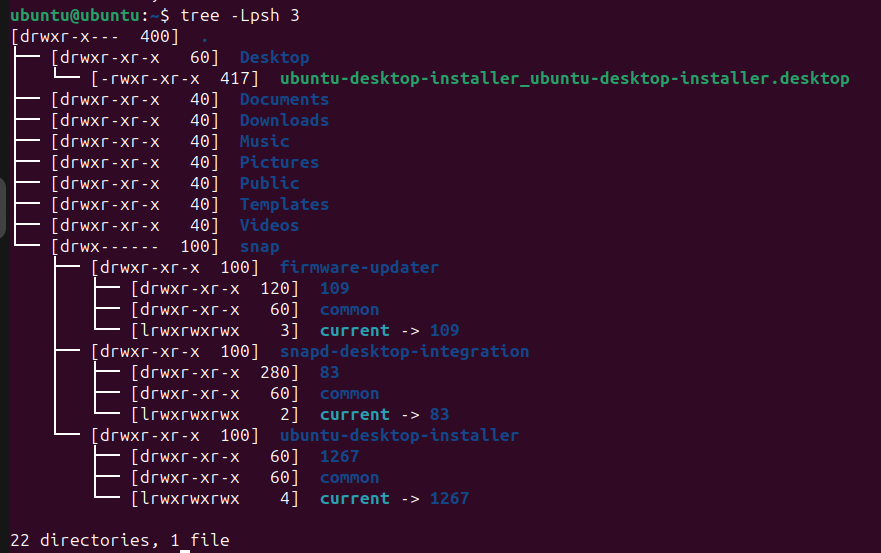 ubuntu@ubuntu:~$ tree -Lpsh 3
[drwxr-x---  400]  .
├── [drwxr-xr-x   60]  Desktop
│   └── [-rwxr-xr-x  417]  ubuntu-desktop-installer_ubuntu-desktop-installer.desktop
├── [drwxr-xr-x   40]  Documents
├── [drwxr-xr-x   40]  Downloads
├── [drwxr-xr-x   40]  Music
├── [drwxr-xr-x   40]  Pictures
├── [drwxr-xr-x   40]  Public
├── [drwxr-xr-x   40]  Templates
├── [drwxr-xr-x   40]  Videos
└── [drwx------  100]  snap
    ├── [drwxr-xr-x  100]  firmware-updater
    │   ├── [drwxr-xr-x  120]  109
    │   ├── [drwxr-xr-x   60]  common
    │   └── [lrwxrwxrwx    3]  current -> 109
    ├── [drwxr-xr-x  100]  snapd-desktop-integration
    │   ├── [drwxr-xr-x  280]  83
    │   ├── [drwxr-xr-x   60]  common
    │   └── [lrwxrwxrwx    2]  current -> 83
    └── [drwxr-xr-x  100]  ubuntu-desktop-installer
        ├── [drwxr-xr-x   60]  1267
        ├── [drwxr-xr-x   60]  common
        └── [lrwxrwxrwx    4]  current -> 1267
22 directories, 1 file